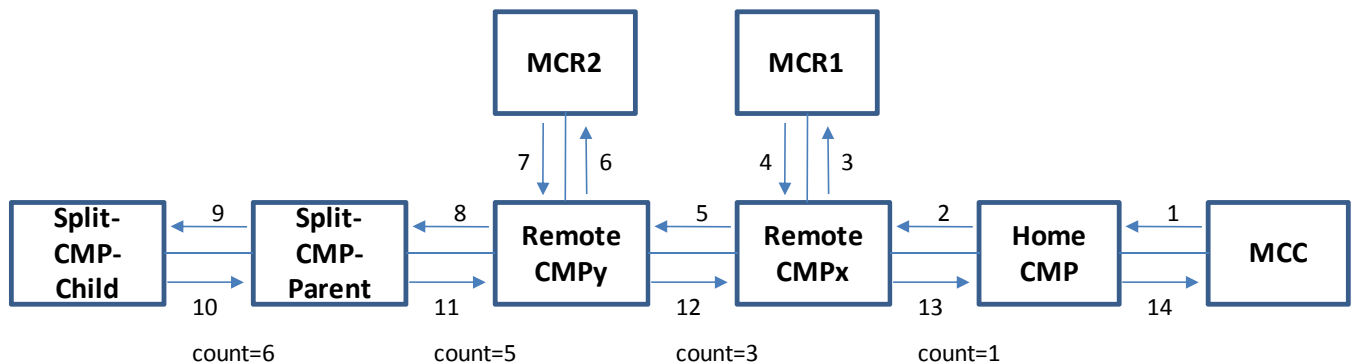 MCR2
MCR1
7
6
4
3
9
8
5
2
1
Split-
CMP-
Child
Split-
CMP-
Parent
Remote
CMPy
Remote
CMPx
Home
CMP
MCC
10
11
12
13
14
count=6
count=5
count=3
count=1